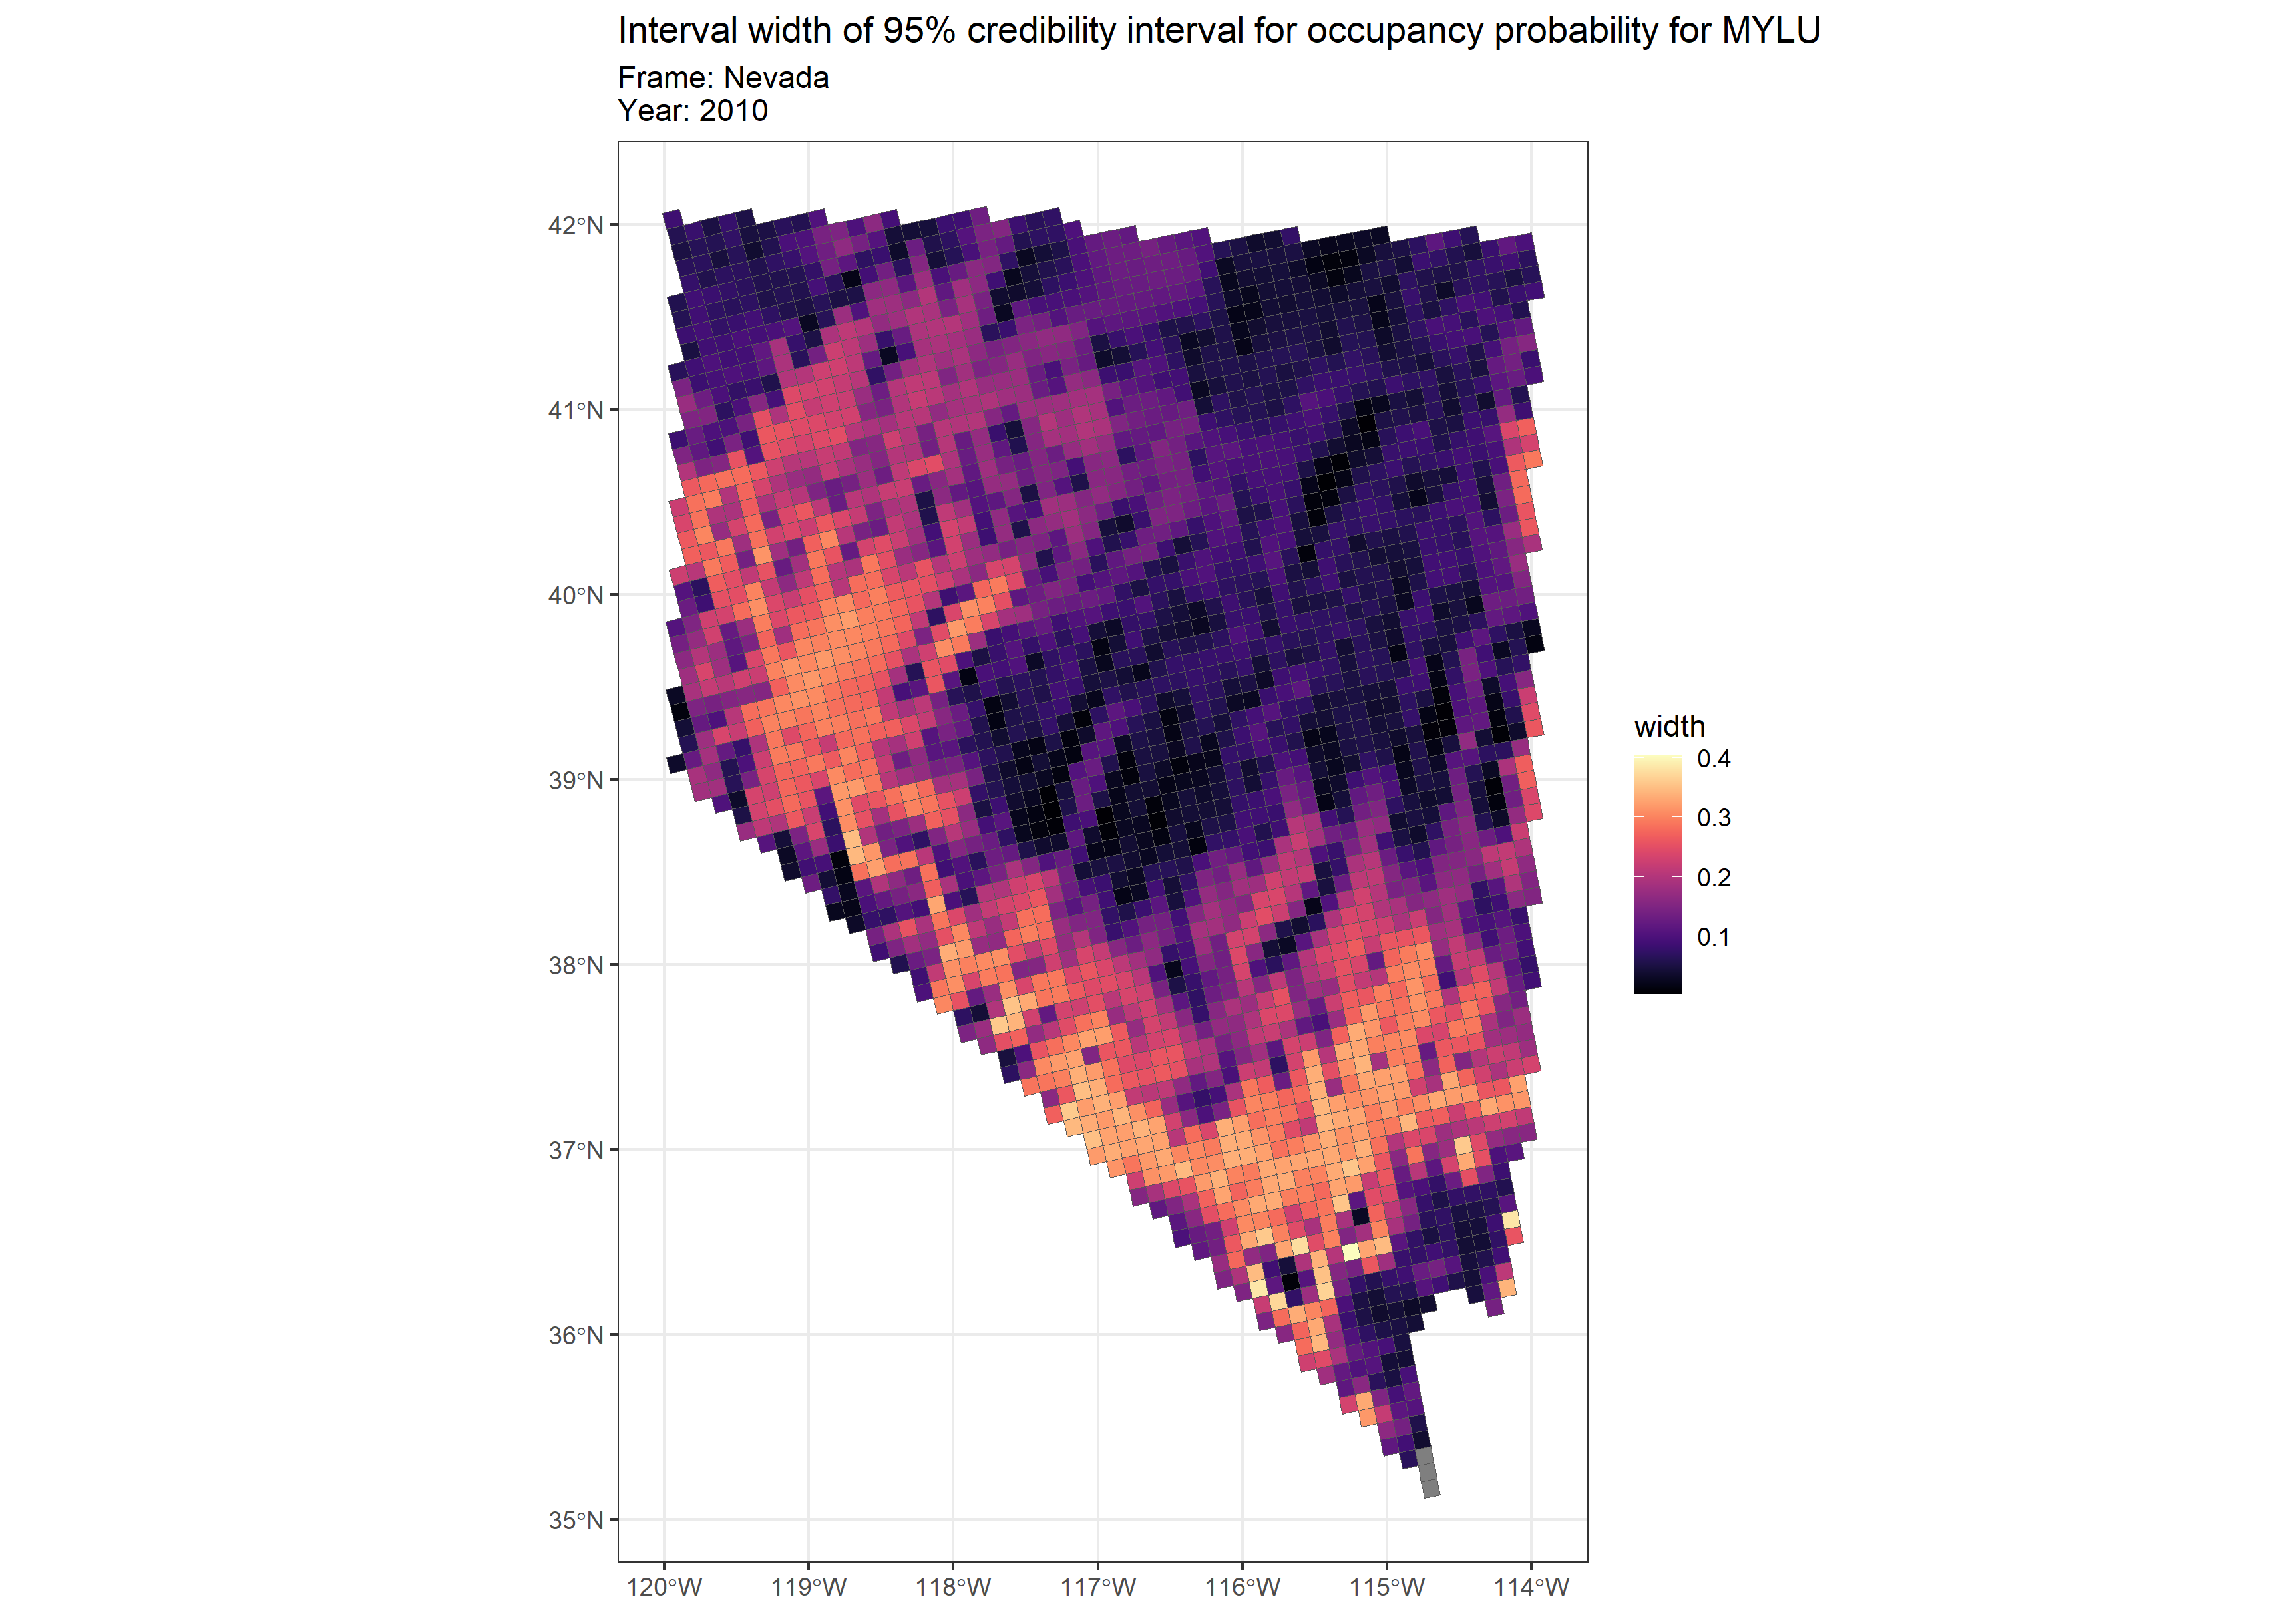 Interval width of 95% credibility interval for occupancy probability for MYLU
Frame: Nevada
Year: 2010
42°N
41°N
40°N
39°N
38°N
37°N
36°N
35°N
120°W 119°W 118°W 117°W 116°W 115°W 114°W
width
0.4
0.3
0.2
0.1